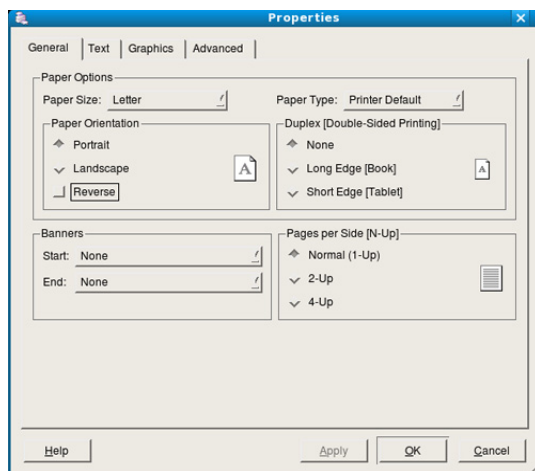 Properties
General Text Graphics Advanced
Paper Options
Paper Size: Letter Paper Type: Printer Default
Paper Orientation Duplex [Double-Sided Printing]
Portrait None
Landscape A Long Edge [Book] A
Reverse Short Edge [Tablet]
Banners Pages per Side [N-Up]
Start: None Normal (1-Up)
End: None 2-Up
4-Up
Help Apply OK Cancel